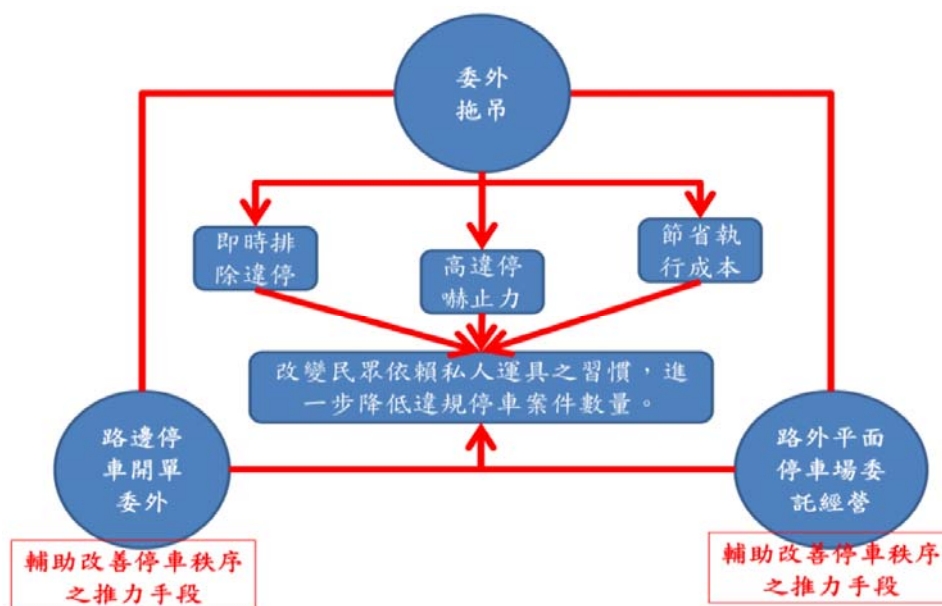 委外
拖吊
即時排
除違停
高違停
嚇止力
節省執
行成本
改變民眾依賴私人運具之習慣，進
一步降低違規停車案件數量。
路邊停
車開單
委外
路外平面
停車場委
託經營
輔助改善停車秩序
之推力手段
輔助改善停車秩序
之推力手段